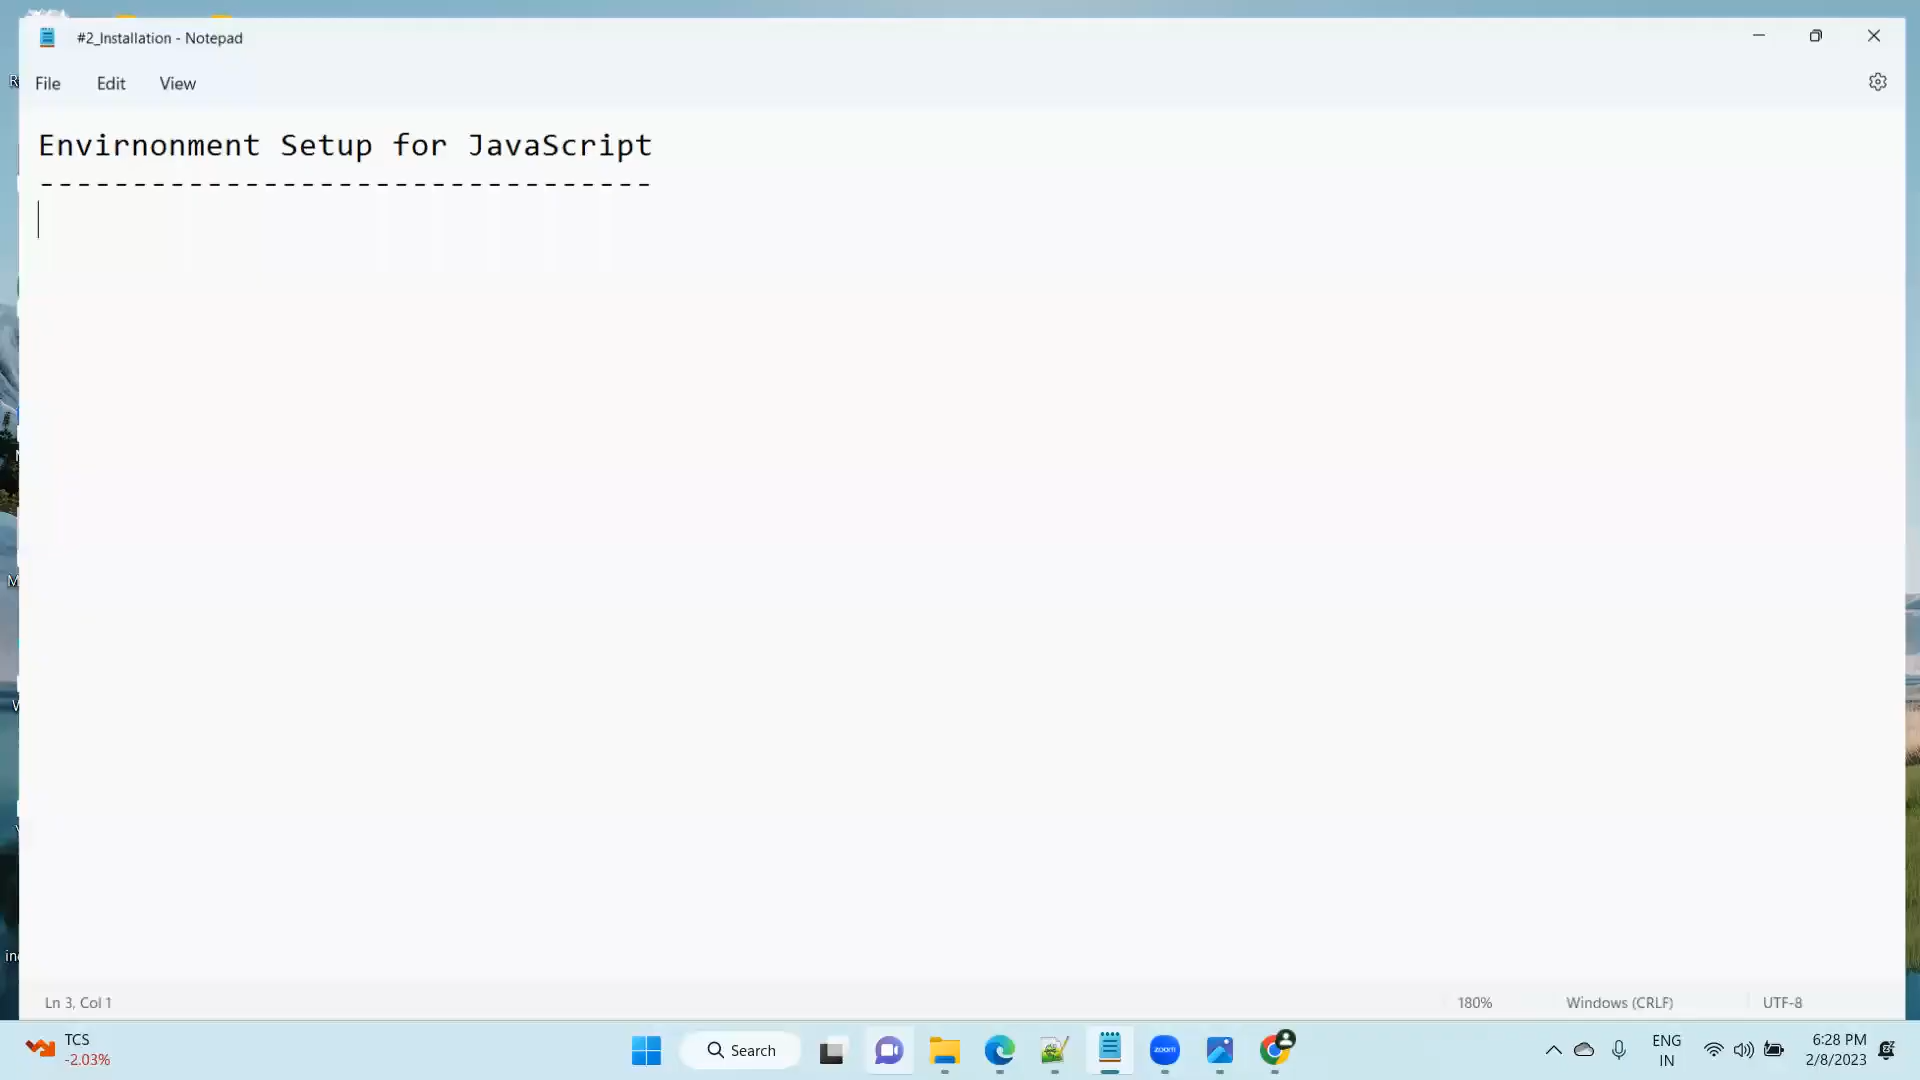 #2_Installation - Notepad
File Edit View
Envirnonment Setup for JavaScript
---------------------------------
Ln 3, Col 1
180%
Windows (CRLF)
UTF-8
TCS
-2.03%
Search
zoom
ENG
IN
6:28 PM
2/8/2023